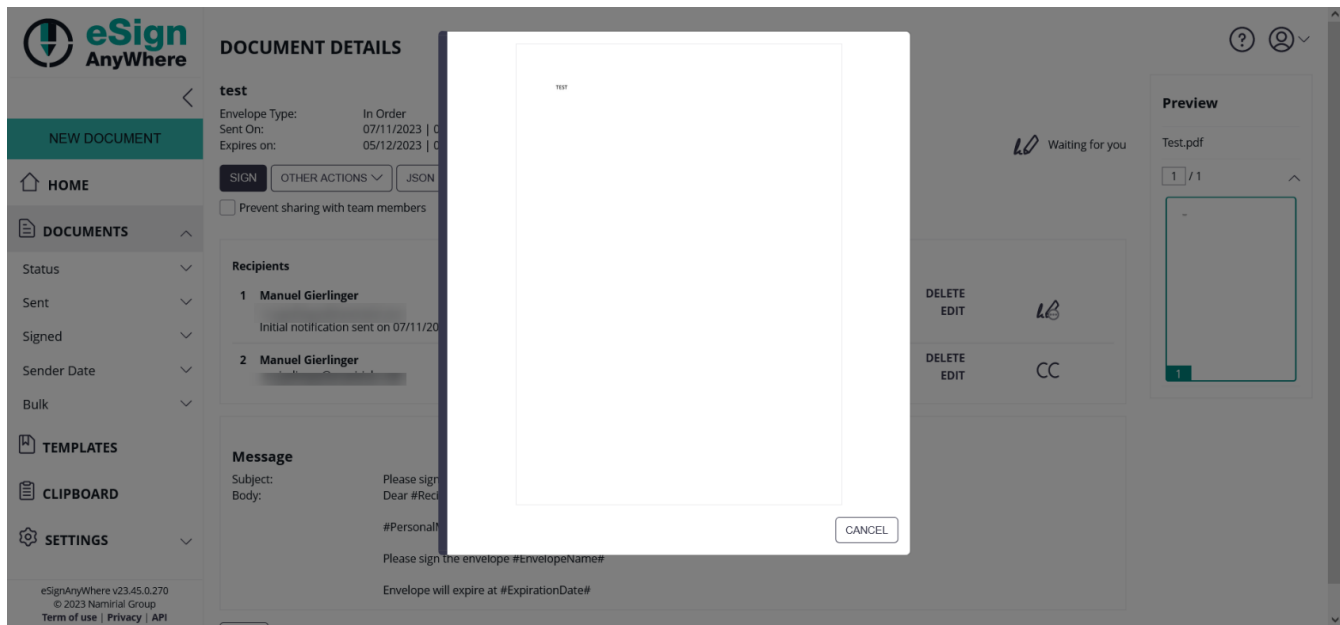 eSign
AnyWhere
NEW DOCUMENT
HOME
DOCUMENTS
Status
Sent
Signed
Sender Date
Bulk
TEMPLATES
CLIPBOARD
SETTINGS
eSignAnyWhere v23.45.0.270
© 2023 Namirial Group
Term of use | Privacy | API
DOCUMENT DETAILS
test
Envelope Type: In Order
Sent On: 07/11/2023 | 0
Expires on: 05/12/2023 | 0
Waiting for you
SIGN OTHER ACTIONS JSON
Prevent sharing with team members
Recipients
1 Manuel Gierlinger
Initial notification sent on 07/11/20
DELETE
EDIT
2 Manuel Gierlinger
DELETE
EDIT
CC
Message
Subject: Please sign
Body: Dear #Reci
#PersonalM
Please sign the envelope #EnvelopeName#
Envelope will expire at #ExpirationDate#
TEST
CANCEL
?
Preview
Test.pdf
1 / 1
1